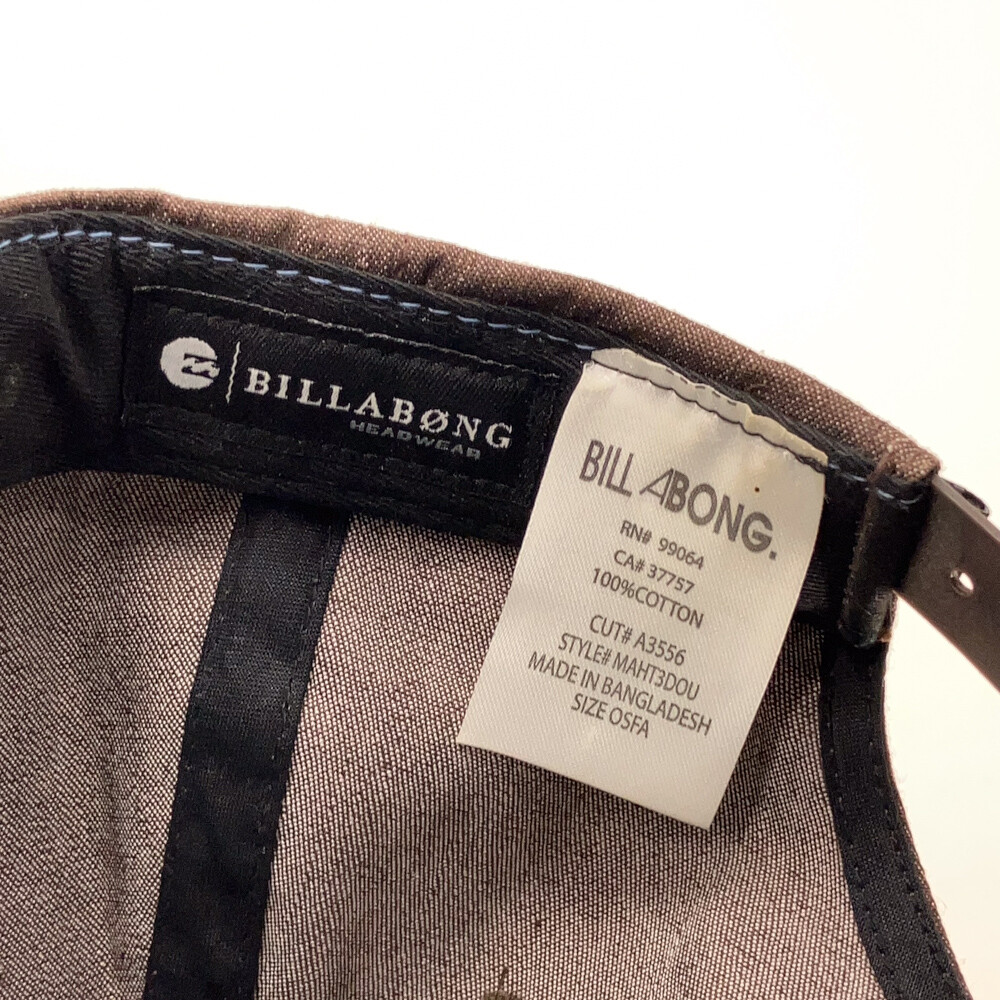 BILLABØNG
HEADWEAR
BILLABONG.
RN# 99064
CA# 37757
100%COTTON
CUT# A3556
STYLE# MAHT3DOU
MADE IN BANGLADESH
SIZE OSFA